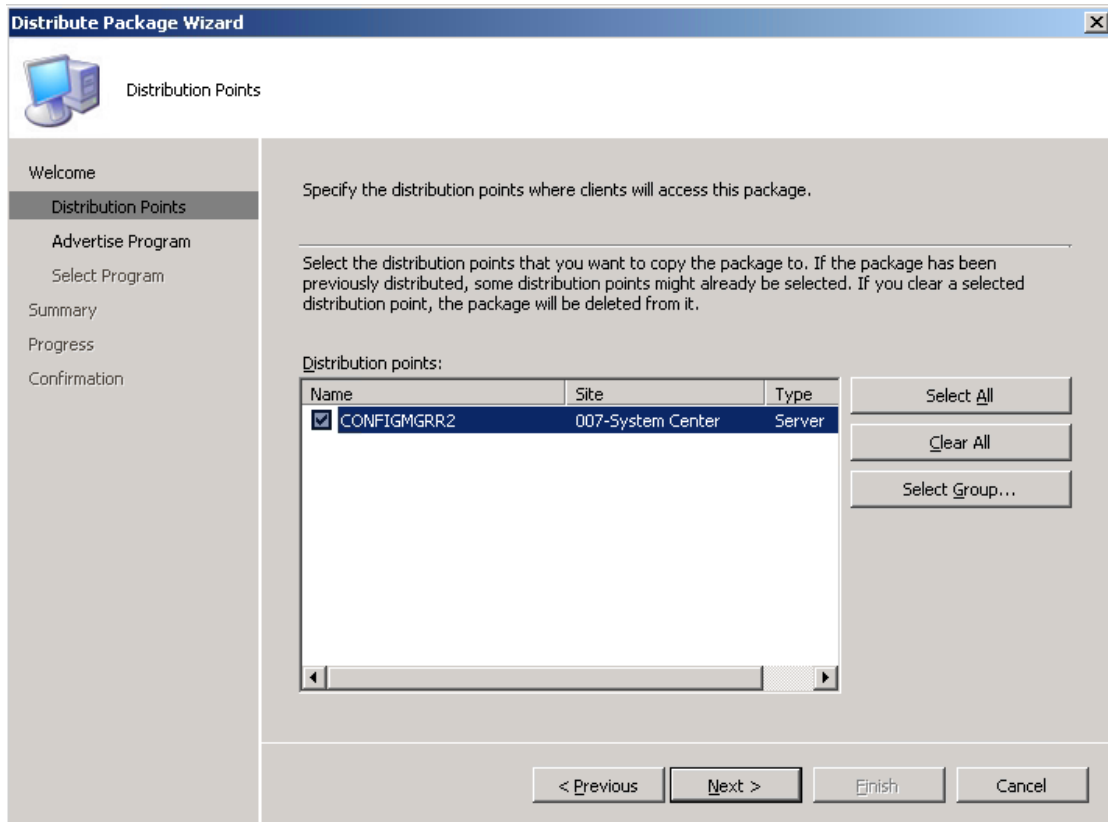 Distribute Package Wizard
Distribution Points
Welcome
Distribution Points
Advertise Program
Select Program
Summary
Progress
Confirmation
Specify the distribution points where clients will access this package.
Select the distribution points that you want to copy the package to. If the package has been
previously distributed, some distribution points might already be selected. If you clear a selected
distribution point, the package will be deleted from it.
Distribution points:
Name Site Type
CONFIGMGRR2 007-System Center Server
Select All
Clear All
Select Group...
< Previous Next > Finish Cancel